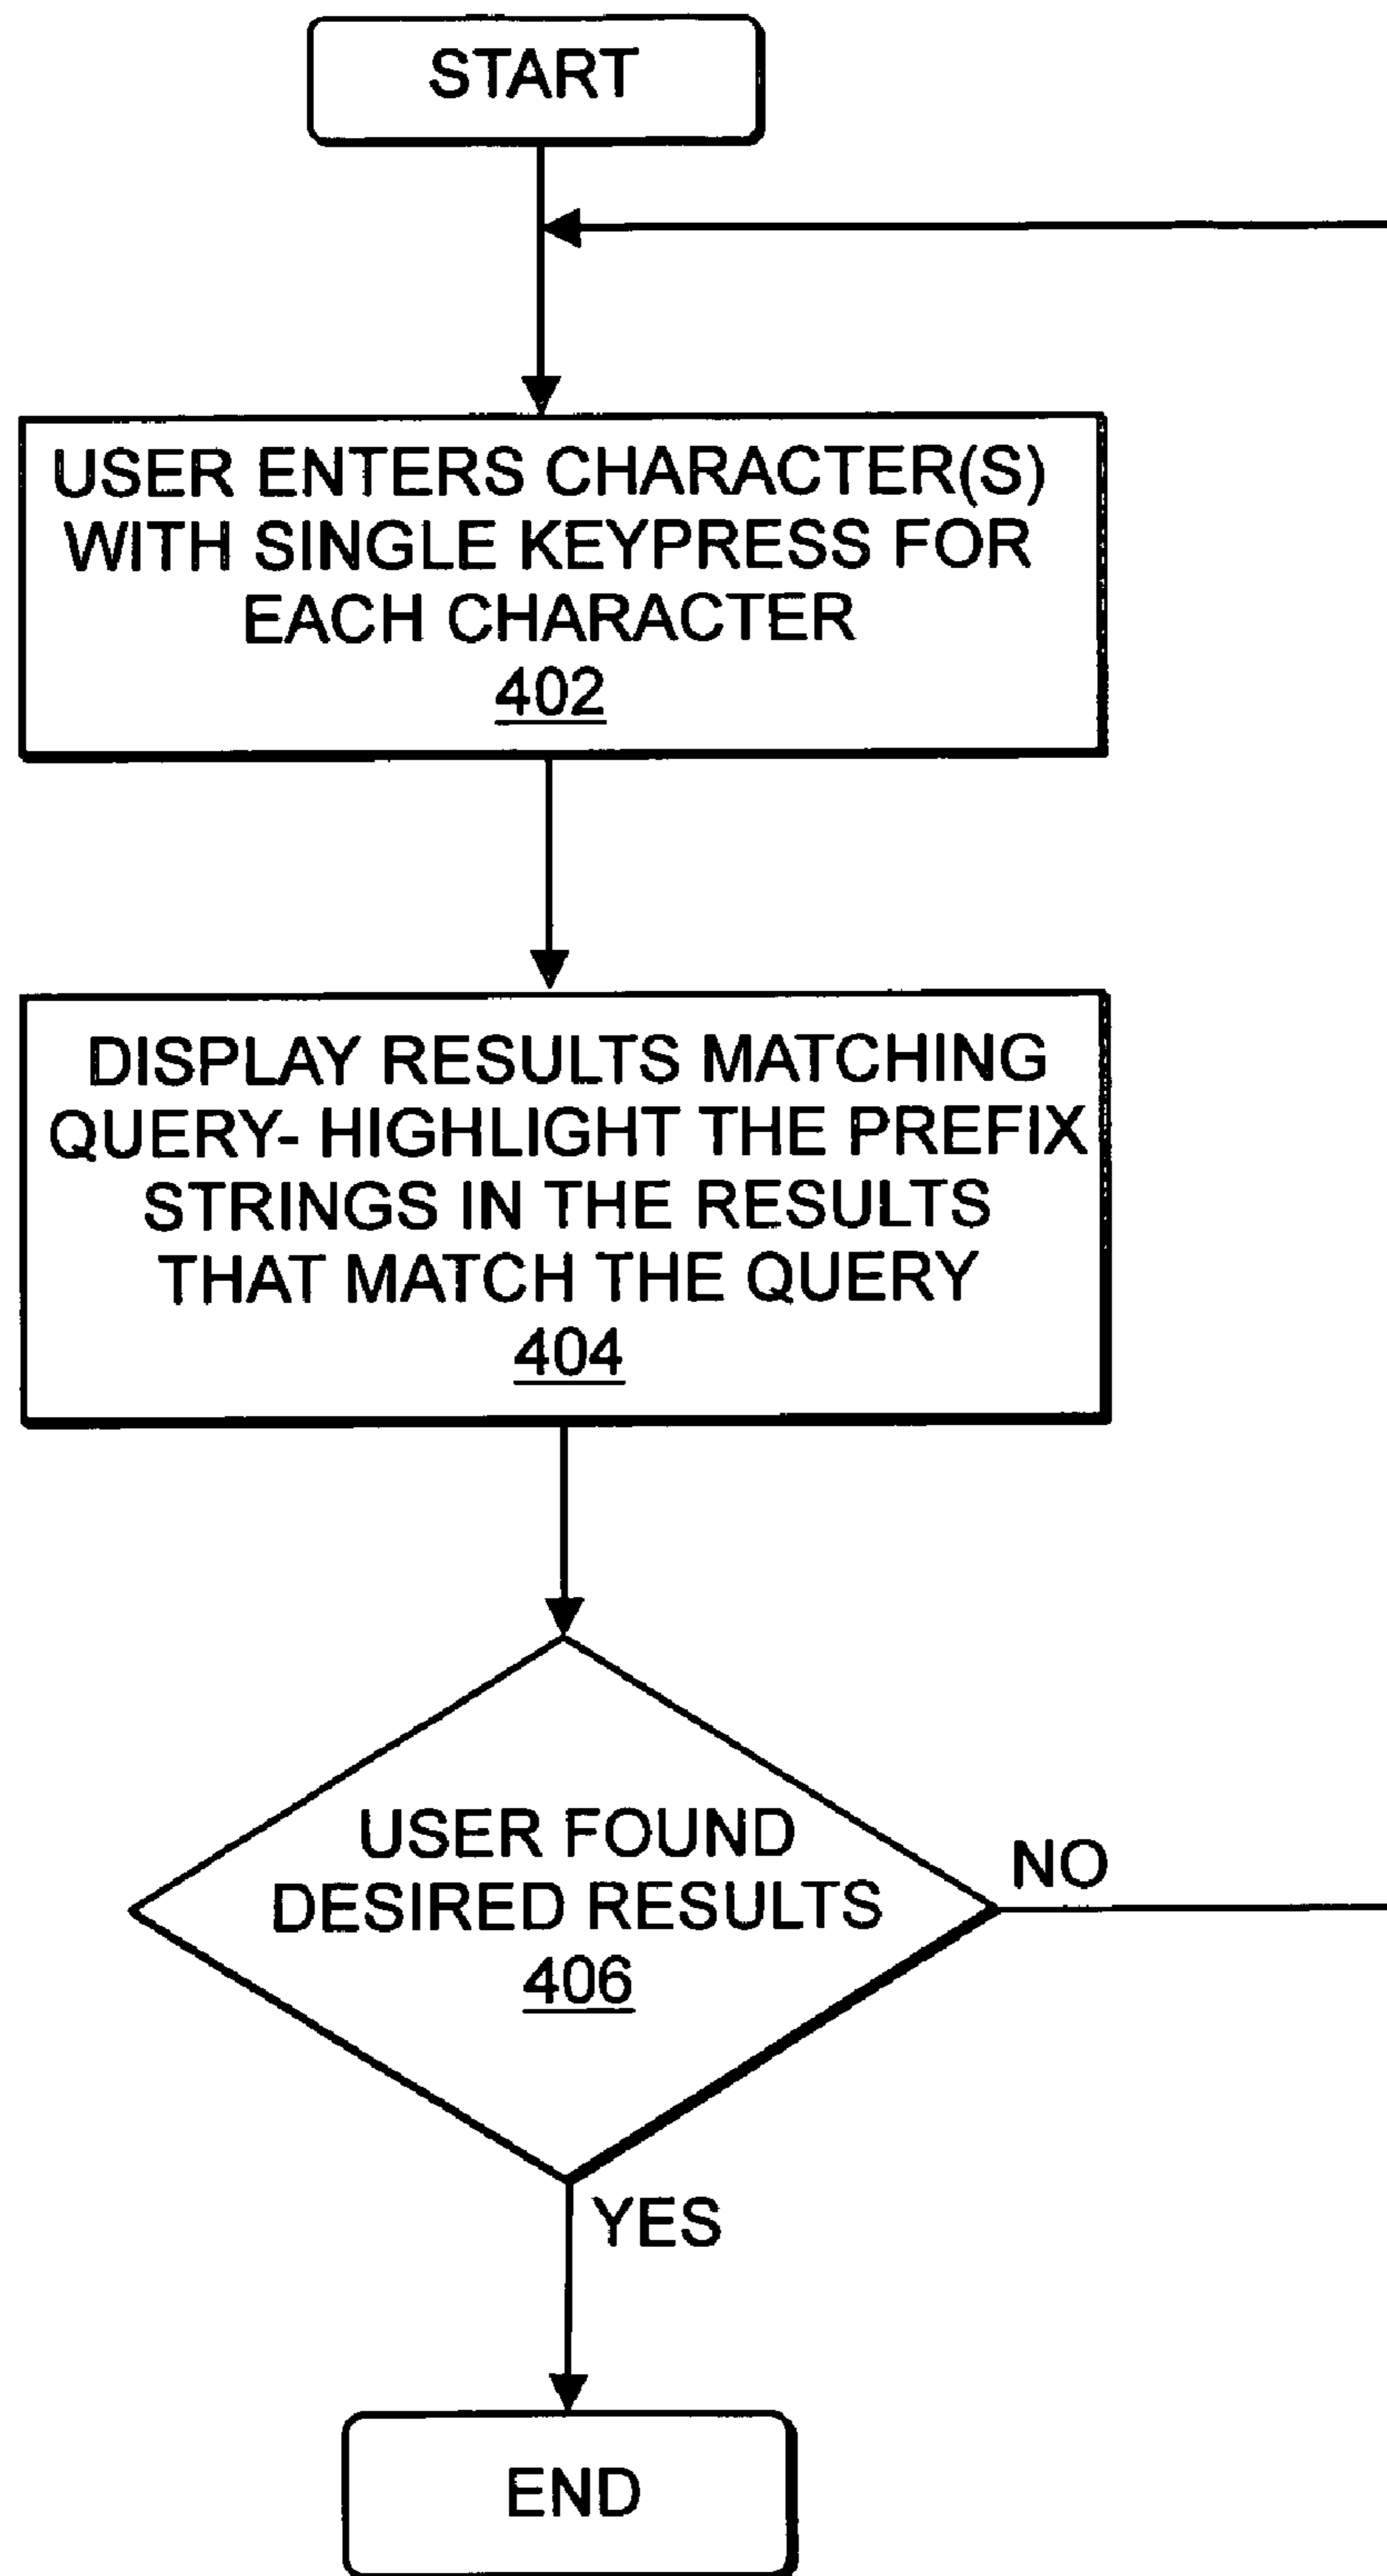 START
USER ENTERS CHARACTER(S)
WITH SINGLE KEYPRESS FOR
EACH CHARACTER
402
DISPLAY RESULTS MATCHING
QUERY- HIGHLIGHT THE PREFIX
STRINGS IN THE RESULTS
THAT MATCH THE QUERY
404
USER FOUND
DESIRED RESULTS
406
NO
YES
END